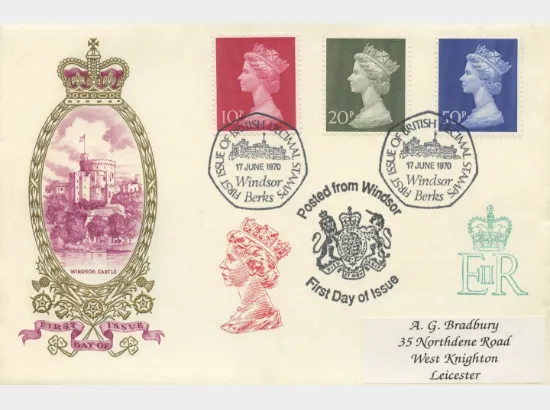 10P
20P
50P
FIRST ISSUE OF BRITISH DECIMAL STAMPS
17 JUNE 1970
Windsor
Berks
FIRST ISSUE OF BRITISH DECIMAL STAMPS
17 JUNE 1970
Windsor
Berks
Posted from Windsor
First Day of Issue
WINDSOR CASTLE
FIRST DAY OF ISSUE
EIIR
A. G. Bradbury
35 Northdene Road
West Knighton
Leicester